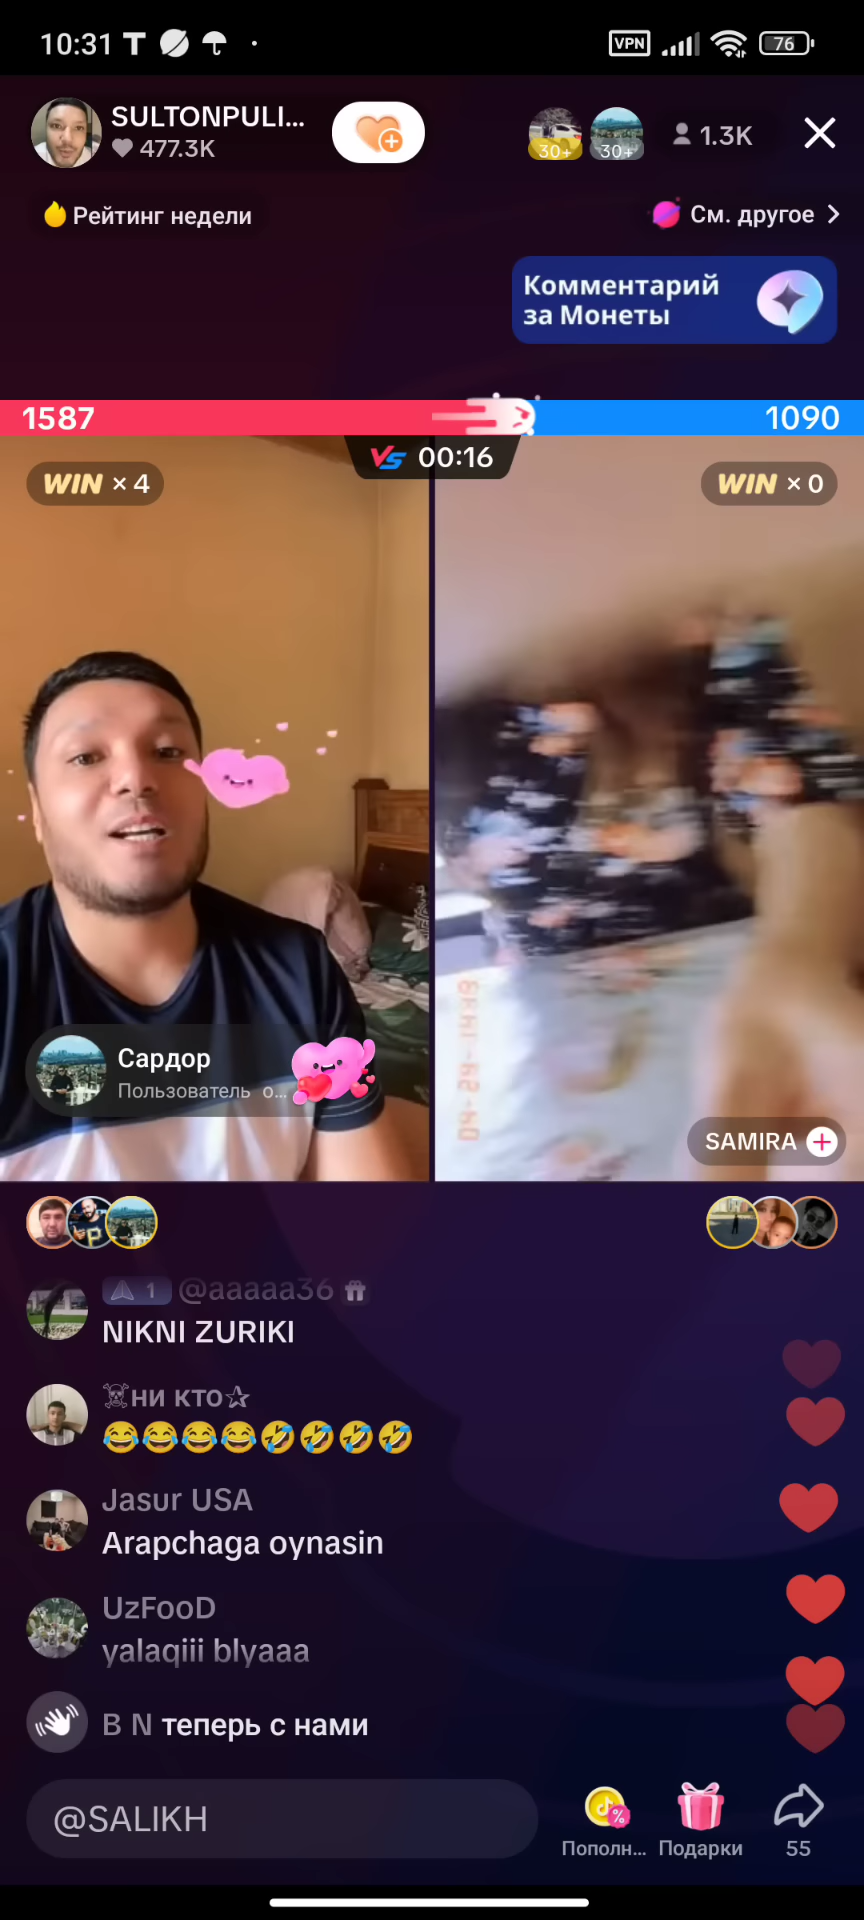 10:31
VPN
76
SULTONPULI...
477.3K
30+
30+
1.3K
Рейтинг недели
См. другое
Комментарий
за Монеты
1587
1090
VS 00:16
WIN × 4
WIN × 0
Сардор
Пользователь о...
SAMIRA
1 @aaaaa36
NIKNI ZURIKI
ни кто
Jasur USA
Arapchaga oynasin
UzFooD
yalaqiii blyaaa
B N теперь с нами
@SALIKH
Пополн...
Подарки
55